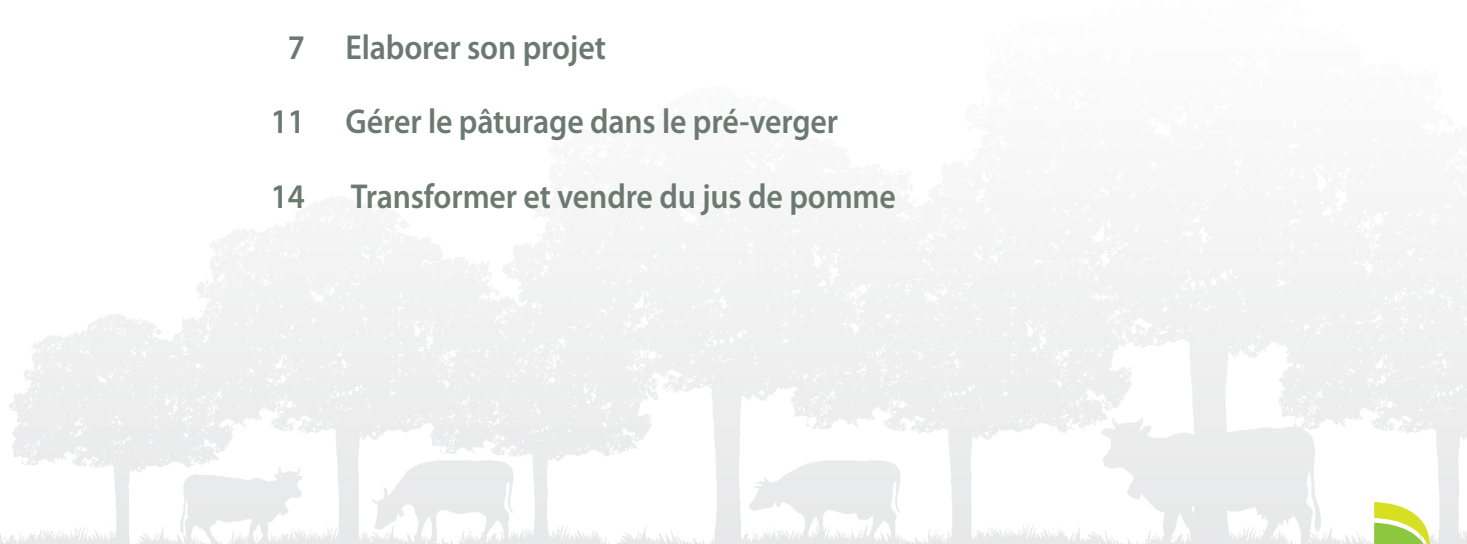 7 Elaborer son projet
11 Gérer le pâturage dans le pré-verger
14 Transformer et vendre du jus de pomme